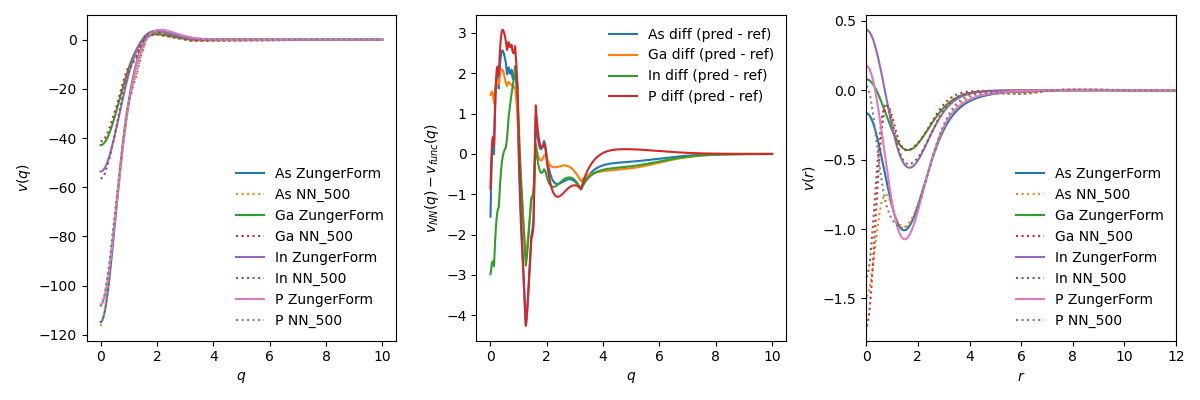 0
−20
−40
−60
−80
−100
−120
v(q)
As ZungerForm
As NN_500
Ga ZungerForm
Ga NN_500
In ZungerForm
In NN_500
P ZungerForm
P NN_500
0 2 4 6 8 10
q
3
2
1
0
−1
−2
−3
−4
v_NN(q) − v_func(q)
As diff (pred - ref)
Ga diff (pred - ref)
In diff (pred - ref)
P diff (pred - ref)
0 2 4 6 8 10
q
0.5
0.0
−0.5
−1.0
−1.5
v(r)
As ZungerForm
As NN_500
Ga ZungerForm
Ga NN_500
In ZungerForm
In NN_500
P ZungerForm
P NN_500
0 2 4 6 8 10 12
r